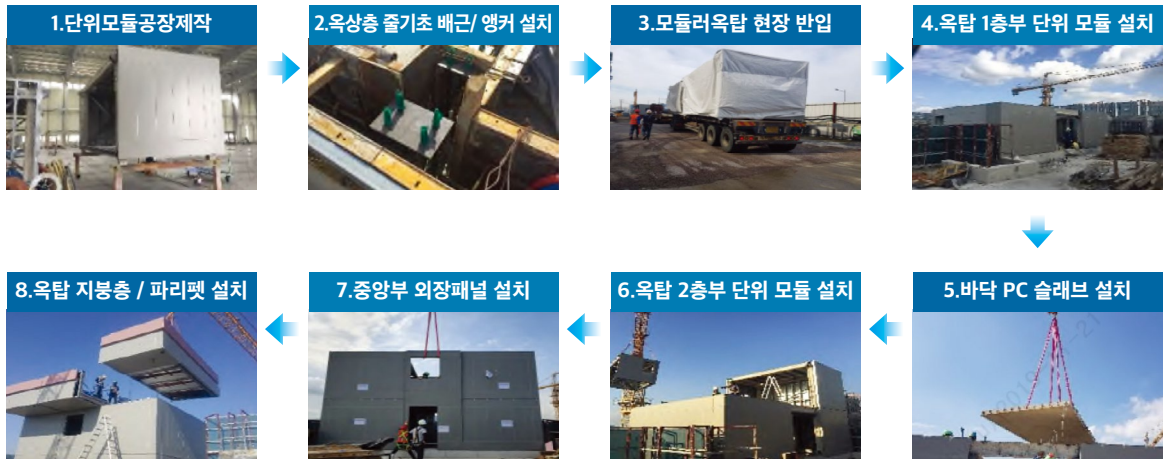 1.단위모듈공장제작
2.옥상층 줄기초 배근/ 앵커 설치
3.모듈러옥탑 현장 반입
4.옥탑 1층부 단위 모듈 설치
5.바닥 PC 슬래브 설치
6.옥탑 2층부 단위 모듈 설치
7.중앙부 외장패널 설치
8.옥탑 지붕층 / 파리펫 설치